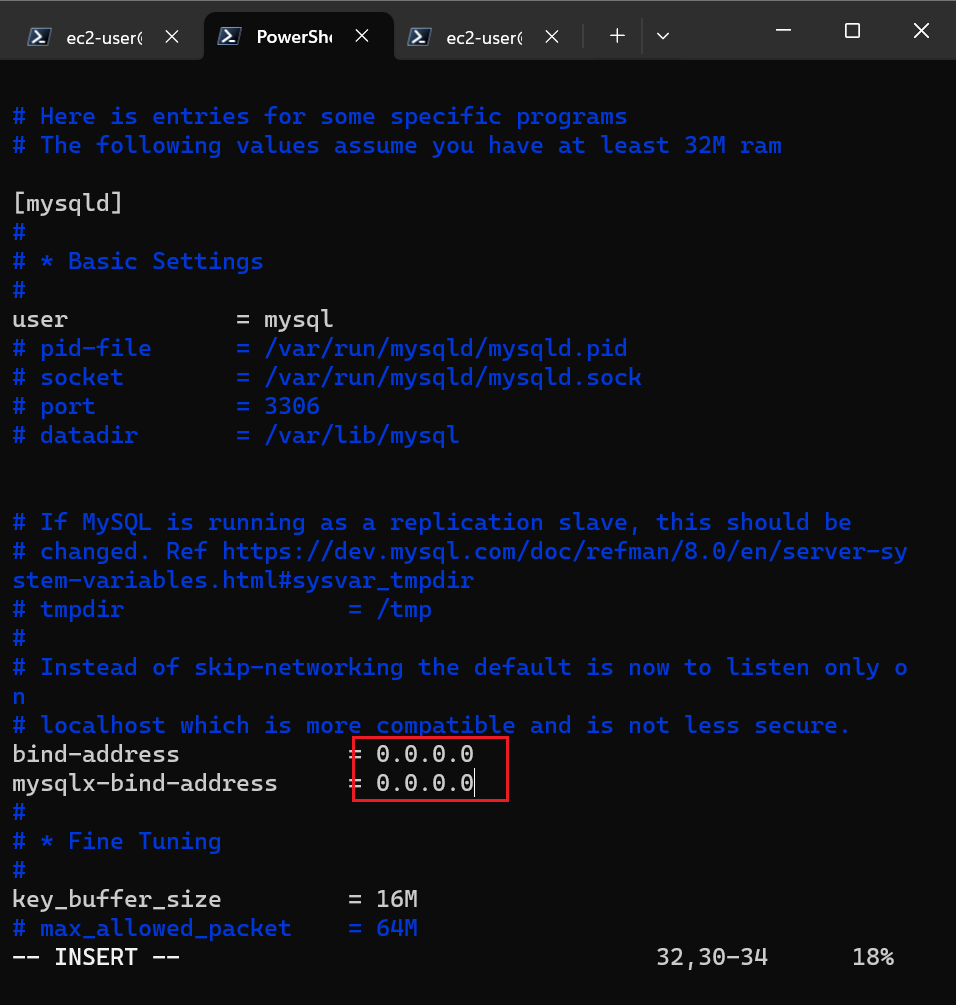 ec2-user@
PowerShe
ec2-user@
# Here is entries for some specific programs
# The following values assume you have at least 32M ram
[mysqld]
#
# * Basic Settings
#
user = mysql
# pid-file = /var/run/mysqld/mysqld.pid
# socket = /var/run/mysqld/mysqld.sock
# port = 3306
# datadir = /var/lib/mysql
# If MySQL is running as a replication slave, this should be
# changed. Ref https://dev.mysql.com/doc/refman/8.0/en/server-sy
stem-variables.html#sysvar_tmpdir
# tmpdir = /tmp
#
# Instead of skip-networking the default is now to listen only o
n
# localhost which is more compatible and is not less secure.
bind-address = 0.0.0.0
mysqlx-bind-address = 0.0.0.0
#
# * Fine Tuning
#
key_buffer_size = 16M
# max_allowed_packet = 64M
-- INSERT -- 32,30-34 18%